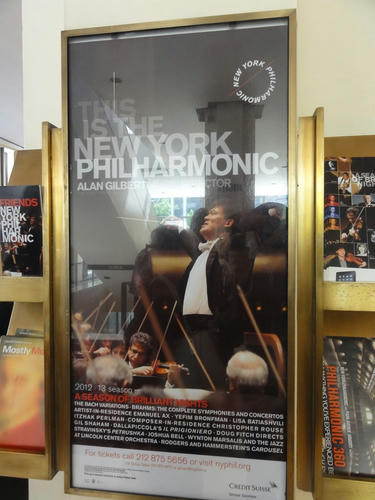 NEW YORK PHILHARMONIC
THIS
IS THE
NEW YORK
PHILHARMONIC
ALAN GILBERT DIRECTOR
2012 13 season
A SEASON OF BRILLIANT NIGHTS
THE BACH VARIATIONS · BRAHMS: THE COMPLETE SYMPHONIES AND CONCERTOS
ARTIST-IN-RESIDENCE EMANUEL AX · YEFIM BRONFMAN · LISA BATIASHVILI
ITZHAK PERLMAN · COMPOSER-IN-RESIDENCE CHRISTOPHER ROUSE
GIL SHAHAM · DALLAPICCOLA'S IL PRIGIONIERO · DOUG FITCH DIRECTS
STRAVINSKY'S PETRUSHKA · JOSHUA BELL · WYNTON MARSALIS AND THE JAZZ
AT LINCOLN CENTER ORCHESTRA · RODGERS AND HAMMERSTEIN'S CAROUSEL
For tickets call 212 875 5656 or visit nyphil.org
CREDIT SUISSE
FRIENDS
NEW
YORK
PHIL
HAR
MONIC
Mostly
A SEASON
PHILHARMONIC 360